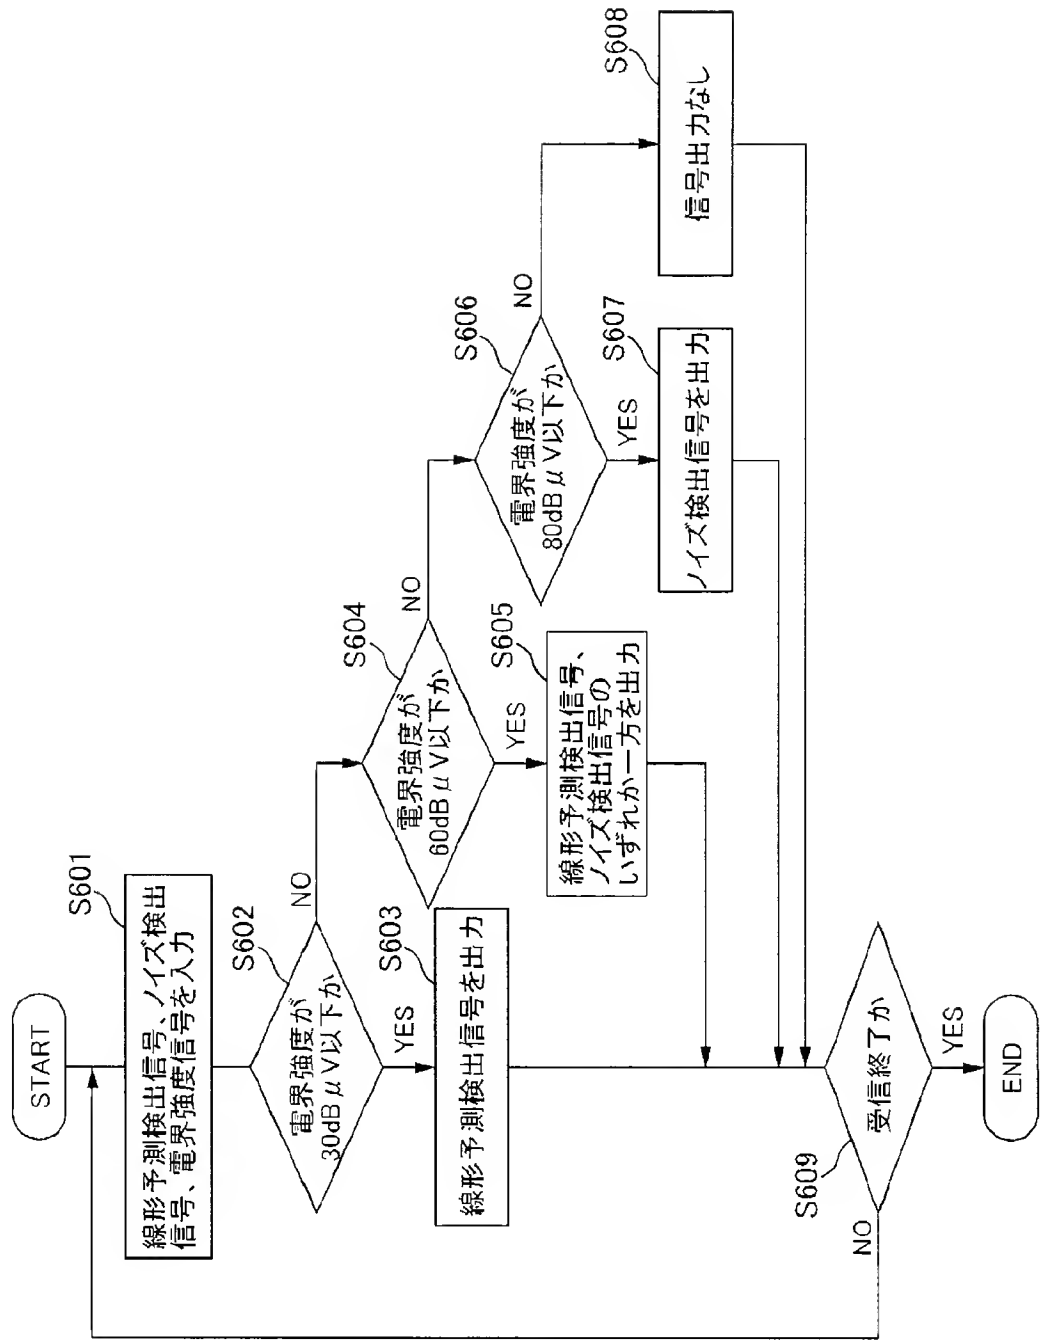 START
S601
線形予測検出信号、ノイズ検出
信号、電界強度信号を入力
S602
電界強度が
30dBμV以下か
NO
YES
S603
線形予測検出信号を出力
S604
電界強度が
60dBμV以下か
NO
YES
S605
線形予測検出信号、
ノイズ検出信号の
いずれか一方を出力
S606
電界強度が
80dBμV以下か
NO
YES
S607
ノイズ検出信号を出力
S608
信号出力なし
S609
受信終了か
NO
YES
END